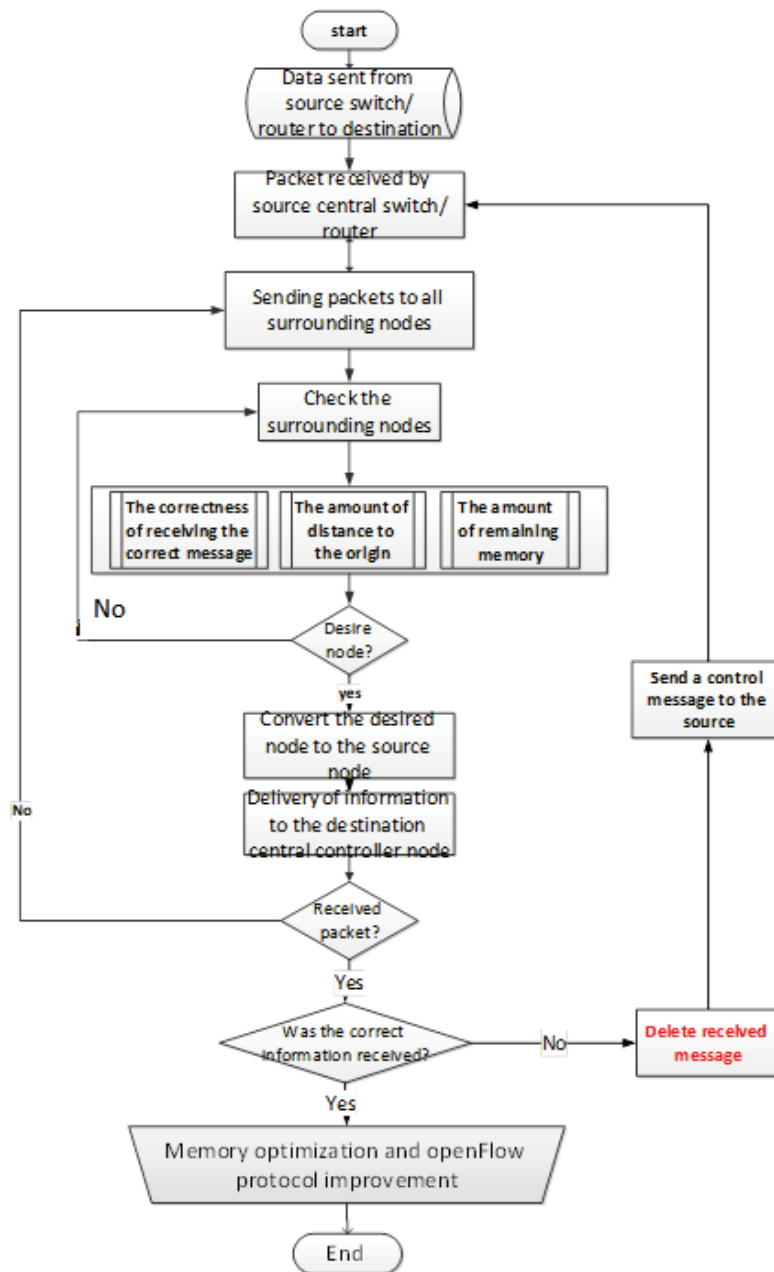 start
Data sent from
source switch/
router to destination
Packet received by
source central switch/
router
Sending packets to all
surrounding nodes
Check the
surrounding nodes
The correctness
of receiving the
correct message
The amount of
distance to
the origin
The amount
of remaining
memory
No
Desire
node?
yes
Convert the desired
node to the source
node
Send a control
message to the
source
Delivery of information
to the destination
central controller node
No
Received
packet?
Yes
Was the correct
information received?
No
Delete received
message
Yes
Memory optimization and openFlow
protocol improvement
End